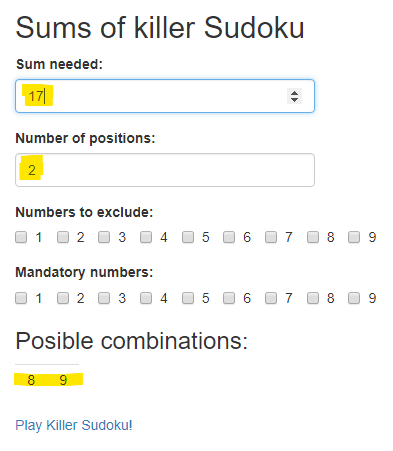 Sums of killer Sudoku
Sum needed:
17
Number of positions:
2
Numbers to exclude:
1 2 3 4 5 6 7 8 9
Mandatory numbers:
1 2 3 4 5 6 7 8 9
Posible combinations:
8 9
Play Killer Sudoku!